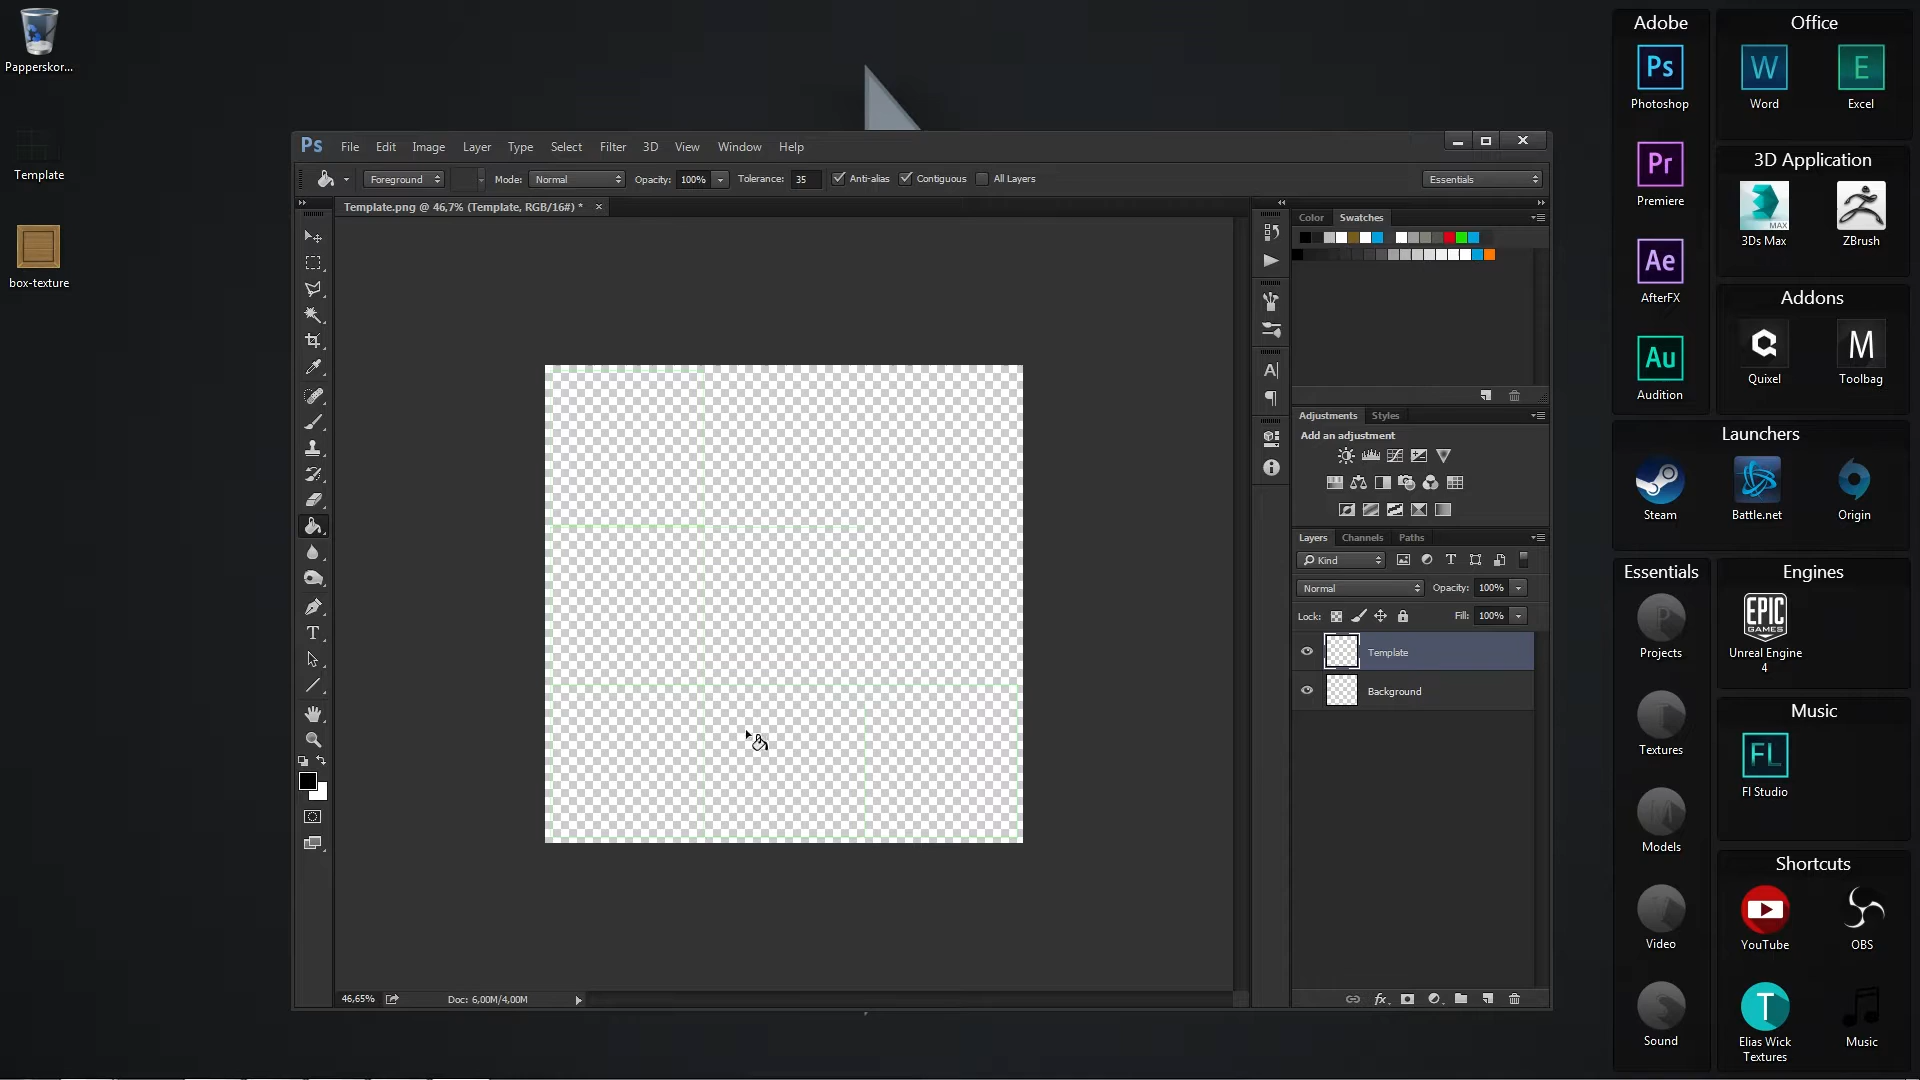 Papperskor...
Template
box-texture
Ps
File
Edit
Image
Layer
Type
Select
Filter
3D
View
Window
Help
Foreground
Mode:
Normal
Opacity:
100%
Tolerance:
35
Anti-alias
Contiguous
All Layers
Essentials
Template.png @ 46,7% (Template, RGB/16#) *
T
46,65%
Doc: 6,00M/4,00M
A
Color
Swatches
Adjustments
Styles
Add an adjustment
Layers
Channels
Paths
Kind
T
Normal
Opacity:
100%
Lock:
Fill:
100%
Template
Background
fx
Adobe
Ps
Photoshop
Pr
Premiere
Ae
AfterFX
Au
Audition
Office
W
Word
E
Excel
3D Application
MAX
3Ds Max
ZBrush
Addons
Quixel
M
Toolbag
Launchers
Steam
Battle.net
Origin
Essentials
P
Projects
Textures
Models
Video
S
Sound
Engines
EPIC
GAMES
Unreal Engine
4
Music
FL
Fl Studio
Shortcuts
YouTube
OBS
T
Elias Wick
Textures
Music